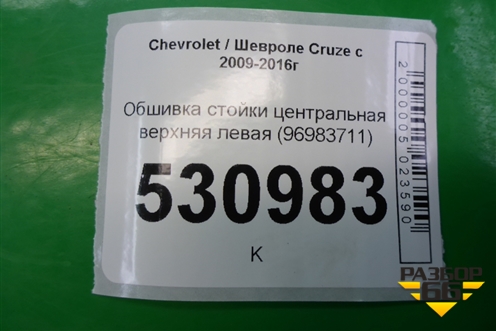 Chevrolet / Шевроле Cruze с
2009-2016г
Обшивка стойки центральная
верхняя левая (96983711)
530983
К
2000005023590
РАЗБОР
66